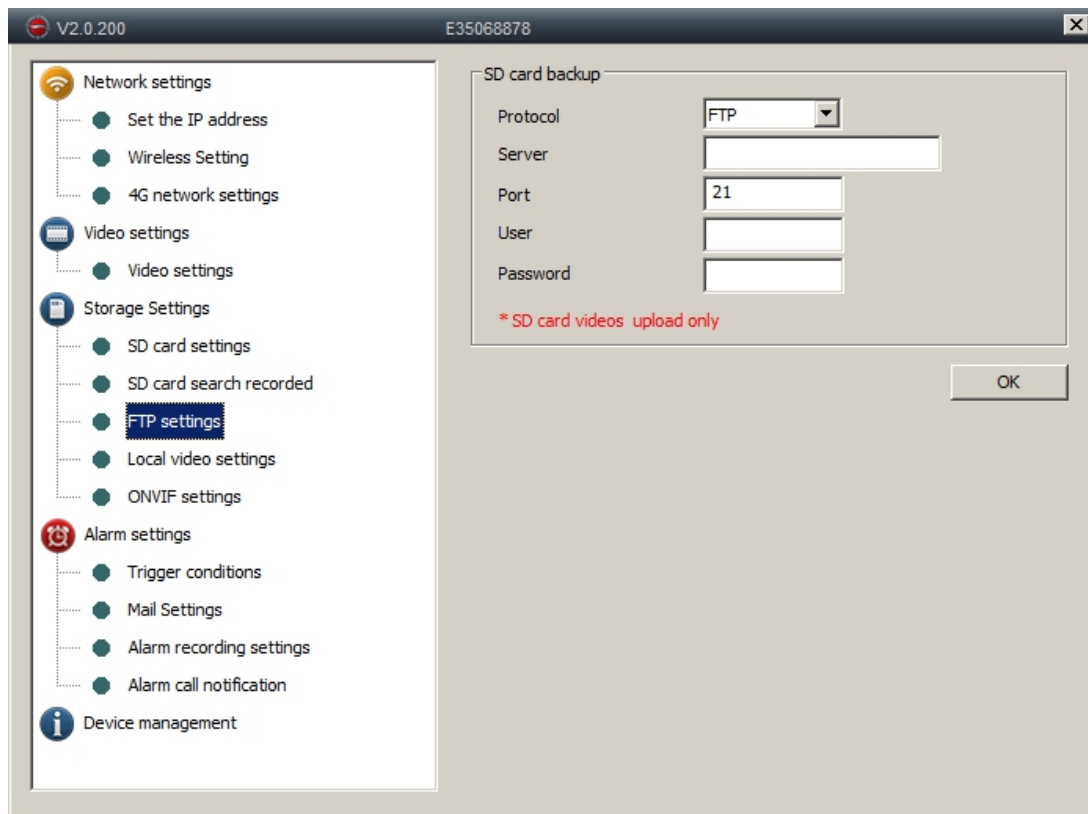 V2.0.200 E35068878
Network settings
Set the IP address
Wireless Setting
4G network settings
Video settings
Video settings
Storage Settings
SD card settings
SD card search recorded
FTP settings
Local video settings
ONVIF settings
Alarm settings
Trigger conditions
Mail Settings
Alarm recording settings
Alarm call notification
Device management
SD card backup
Protocol FTP
Server
Port 21
User
Password
* SD card videos upload only
OK